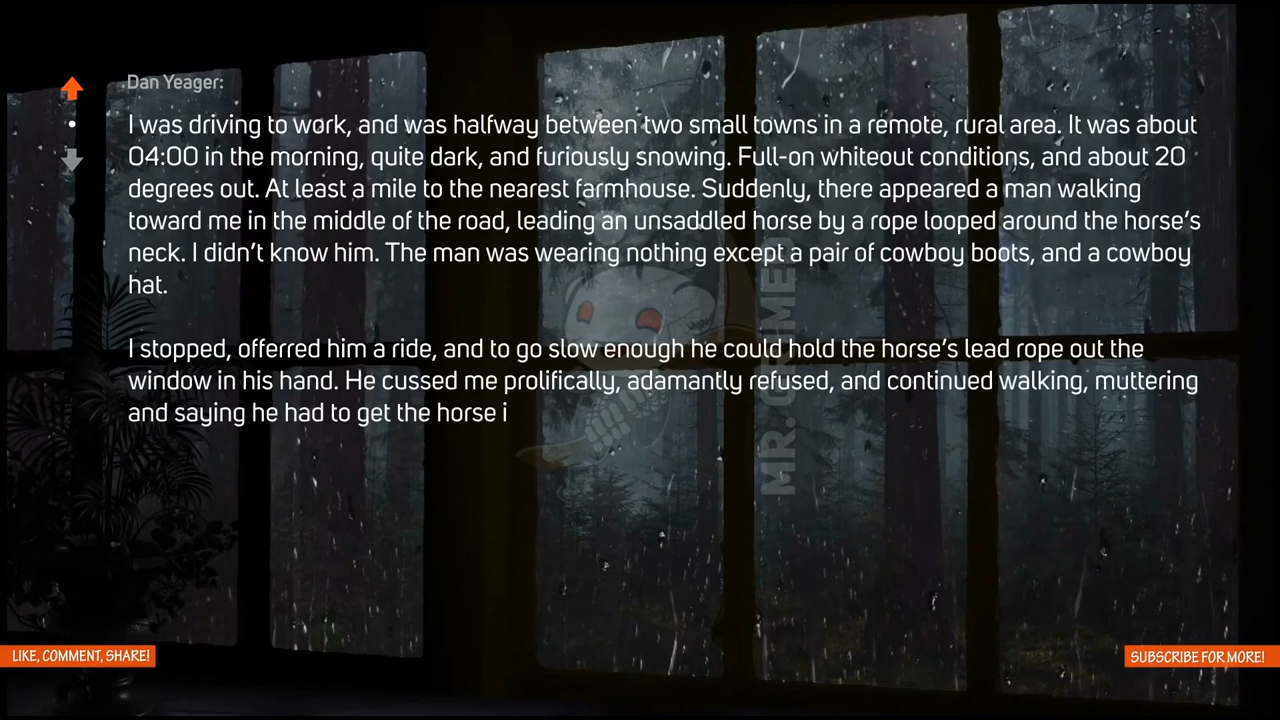 Dan Yeager:
I was driving to work, and was halfway between two small towns in a remote, rural area. It was about
04:00 in the morning, quite dark, and furiously snowing. Full-on whiteout conditions, and about 20
degrees out. At least a mile to the nearest farmhouse. Suddenly, there appeared a man walking
toward me in the middle of the road, leading an unsaddled horse by a rope looped around the horse’s
neck. I didn’t know him. The man was wearing nothing except a pair of cowboy boots, and a cowboy
hat.
I stopped, offerred him a ride, and to go slow enough he could hold the horse’s lead rope out the
window in his hand. He cussed me prolifically, adamantly refused, and continued walking, muttering
and saying he had to get the horse i
MR. GHUMEP
LIKE, COMMENT, SHARE!
SUBSCRIBE FOR MORE!